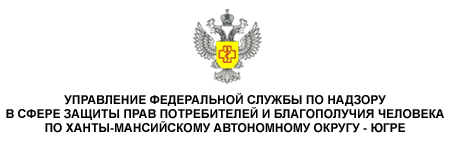 УПРАВЛЕНИЕ ФЕДЕРАЛЬНОЙ СЛУЖБЫ ПО НАДЗОРУ
В СФЕРЕ ЗАЩИТЫ ПРАВ ПОТРЕБИТЕЛЕЙ И БЛАГОПОЛУЧИЯ ЧЕЛОВЕКА
ПО ХАНТЫ-МАНСИЙСКОМУ АВТОНОМНОМУ ОКРУГУ - ЮГРЕ